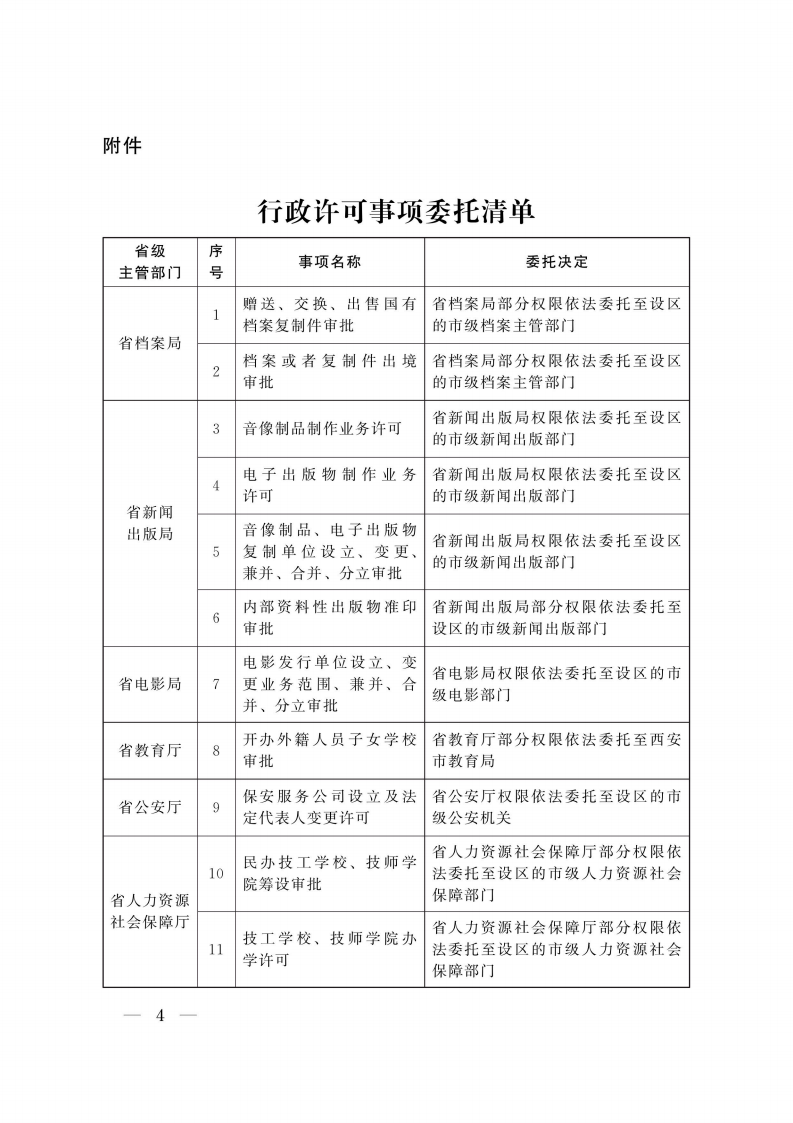 附件
行政许可事项委托清单
省级
主管部门
序
号
事项名称
委托决定
省档案局
1
赠送、交换、出售国有
档案复制件审批
省档案局部分权限依法委托至设区
的市级档案主管部门
2
档案或者复制件出境
审批
省档案局部分权限依法委托至设区
的市级档案主管部门
省新闻
出版局
3
音像制品制作业务许可
省新闻出版局权限依法委托至设区
的市级新闻出版部门
4
电子出版物制作业务
许可
省新闻出版局权限依法委托至设区
的市级新闻出版部门
5
音像制品、电子出版物
复制单位设立、变更、
兼并、合并、分立审批
省新闻出版局权限依法委托至设区
的市级新闻出版部门
6
内部资料性出版物准印
审批
省新闻出版局部分权限依法委托至
设区的市级新闻出版部门
省电影局
7
电影发行单位设立、变
更业务范围、兼并、合
并、分立审批
省电影局权限依法委托至设区的市
级电影部门
省教育厅
8
开办外籍人员子女学校
审批
省教育厅部分权限依法委托至西安
市教育局
省公安厅
9
保安服务公司设立及法
定代表人变更许可
省公安厅权限依法委托至设区的市
级公安机关
省人力资源
社会保障厅
10
民办技工学校、技师学
院筹设审批
省人力资源社会保障厅部分权限依
法委托至设区的市级人力资源社会
保障部门
11
技工学校、技师学院办
学许可
省人力资源社会保障厅部分权限依
法委托至设区的市级人力资源社会
保障部门
— 4 —